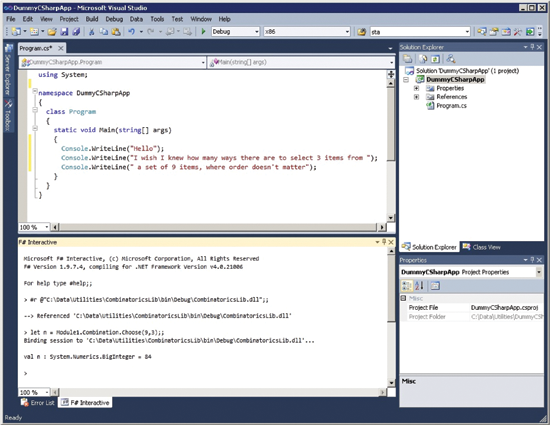 DummyCSharpApp - Microsoft Visual Studio
File Edit View Project Build Debug Data Tools Test Window Help
Debug x86 sta
Server Explorer
Toolbox
Program.cs*
DummyCSharpApp.Program Main(string[] args)
using System;
namespace DummyCSharpApp
{
class Program
{
static void Main(string[] args)
{
Console.WriteLine("Hello");
Console.WriteLine("I wish I knew how many ways there are to select 3 items from ");
Console.WriteLine(" a set of 9 items, where order doesn't matter");
}
}
}
100 %
F# Interactive
Microsoft F# Interactive, (c) Microsoft Corporation, All Rights Reserved
F# Version 1.9.7.4, compiling for .NET Framework Version v4.0.21006
For help type #help;;
> #r @"C:\Data\Utilities\CombinatoricsLib\bin\Debug\CombinatoricsLib.dll";;
--> Referenced 'C:\Data\Utilities\CombinatoricsLib\bin\Debug\CombinatoricsLib.dll'
> let n = Module1.Combination.Choose(9,3);;
Binding session to 'C:\Data\Utilities\CombinatoricsLib\bin\Debug\CombinatoricsLib.dll'...
val n : System.Numerics.BigInteger = 84
>
100 %
Error List F# Interactive
Solution Explorer
Solution 'DummyCSharpApp' (1 project)
DummyCSharpApp
Properties
References
Program.cs
Solution Explorer Class View
Properties
DummyCSharpApp Project Properties
Misc
Project File DummyCSharpApp.csproj
Project Folder C:\Data\Utilities\DummyCS
Misc
Ready